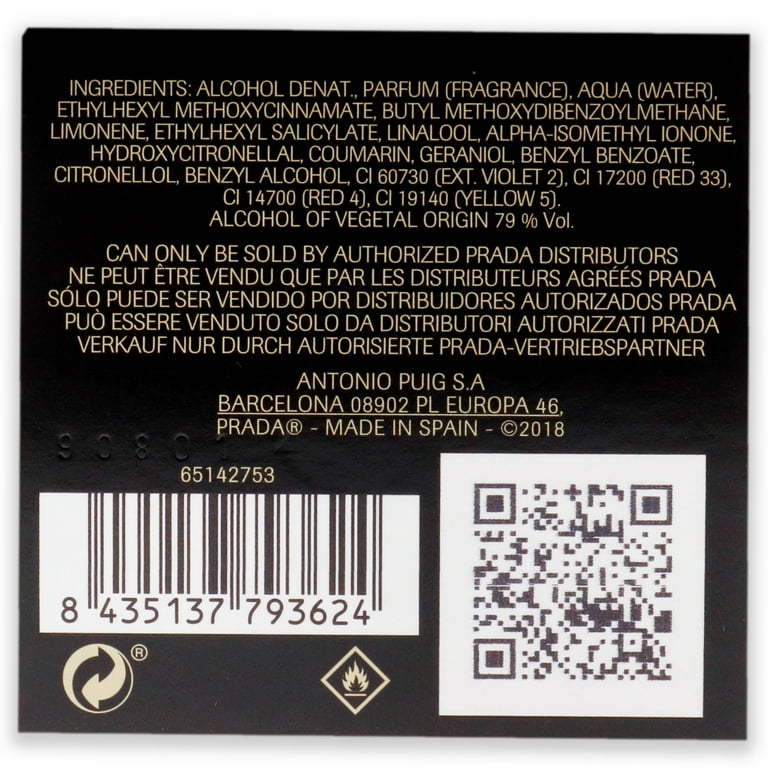 INGREDIENTS: ALCOHOL DENAT., PARFUM (FRAGRANCE), AQUA (WATER),
ETHYLHEXYL METHOXYCINNAMATE, BUTYL METHOXYDIBENZOYLMETHANE,
LIMONENE, ETHYLHEXYL SALICYLATE, LINALOOL, ALPHA-ISOMETHYL IONONE,
HYDROXYCITRONELLAL, COUMARIN, GERANIOL, BENZYL BENZOATE,
CITRONELLOL, BENZYL ALCOHOL, CI 60730 (EXT. VIOLET 2), CI 17200 (RED 33),
CI 14700 (RED 4), CI 19140 (YELLOW 5).
ALCOHOL OF VEGETAL ORIGIN 79 % Vol.
CAN ONLY BE SOLD BY AUTHORIZED PRADA DISTRIBUTORS
NE PEUT ÊTRE VENDU QUE PAR LES DISTRIBUTEURS AGRÉÉS PRADA
SÓLO PUEDE SER VENDIDO POR DISTRIBUIDORES AUTORIZADOS PRADA
PUÒ ESSERE VENDUTO SOLO DA DISTRIBUTORI AUTORIZZATI PRADA
VERKAUF NUR DURCH AUTORISIERTE PRADA-VERTRIEBSPARTNER
ANTONIO PUIG S.A
BARCELONA 08902 PL EUROPA 46,
PRADA® - MADE IN SPAIN - ©2018
65142753
8 435137 793624
®